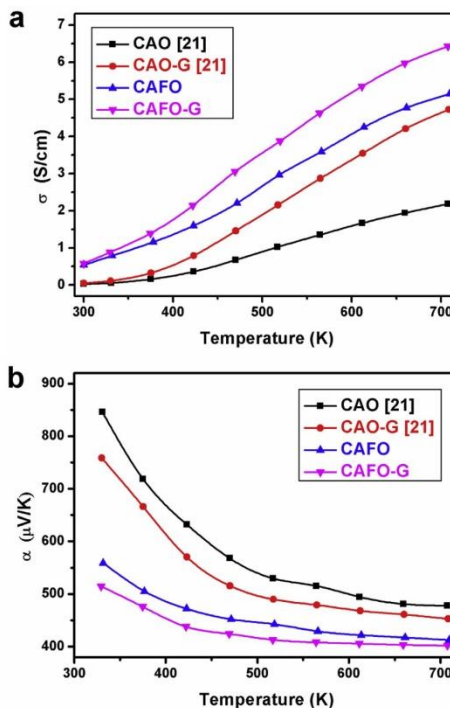 a
7
6
5
4
3
2
1
0
σ (S/cm)
CAO [21]
CAO-G [21]
CAFO
CAFO-G
300 400 500 600 700
Temperature (K)
b
900
800
700
600
500
400
α (μV/K)
CAO [21]
CAO-G [21]
CAFO
CAFO-G
300 400 500 600 700
Temperature (K)